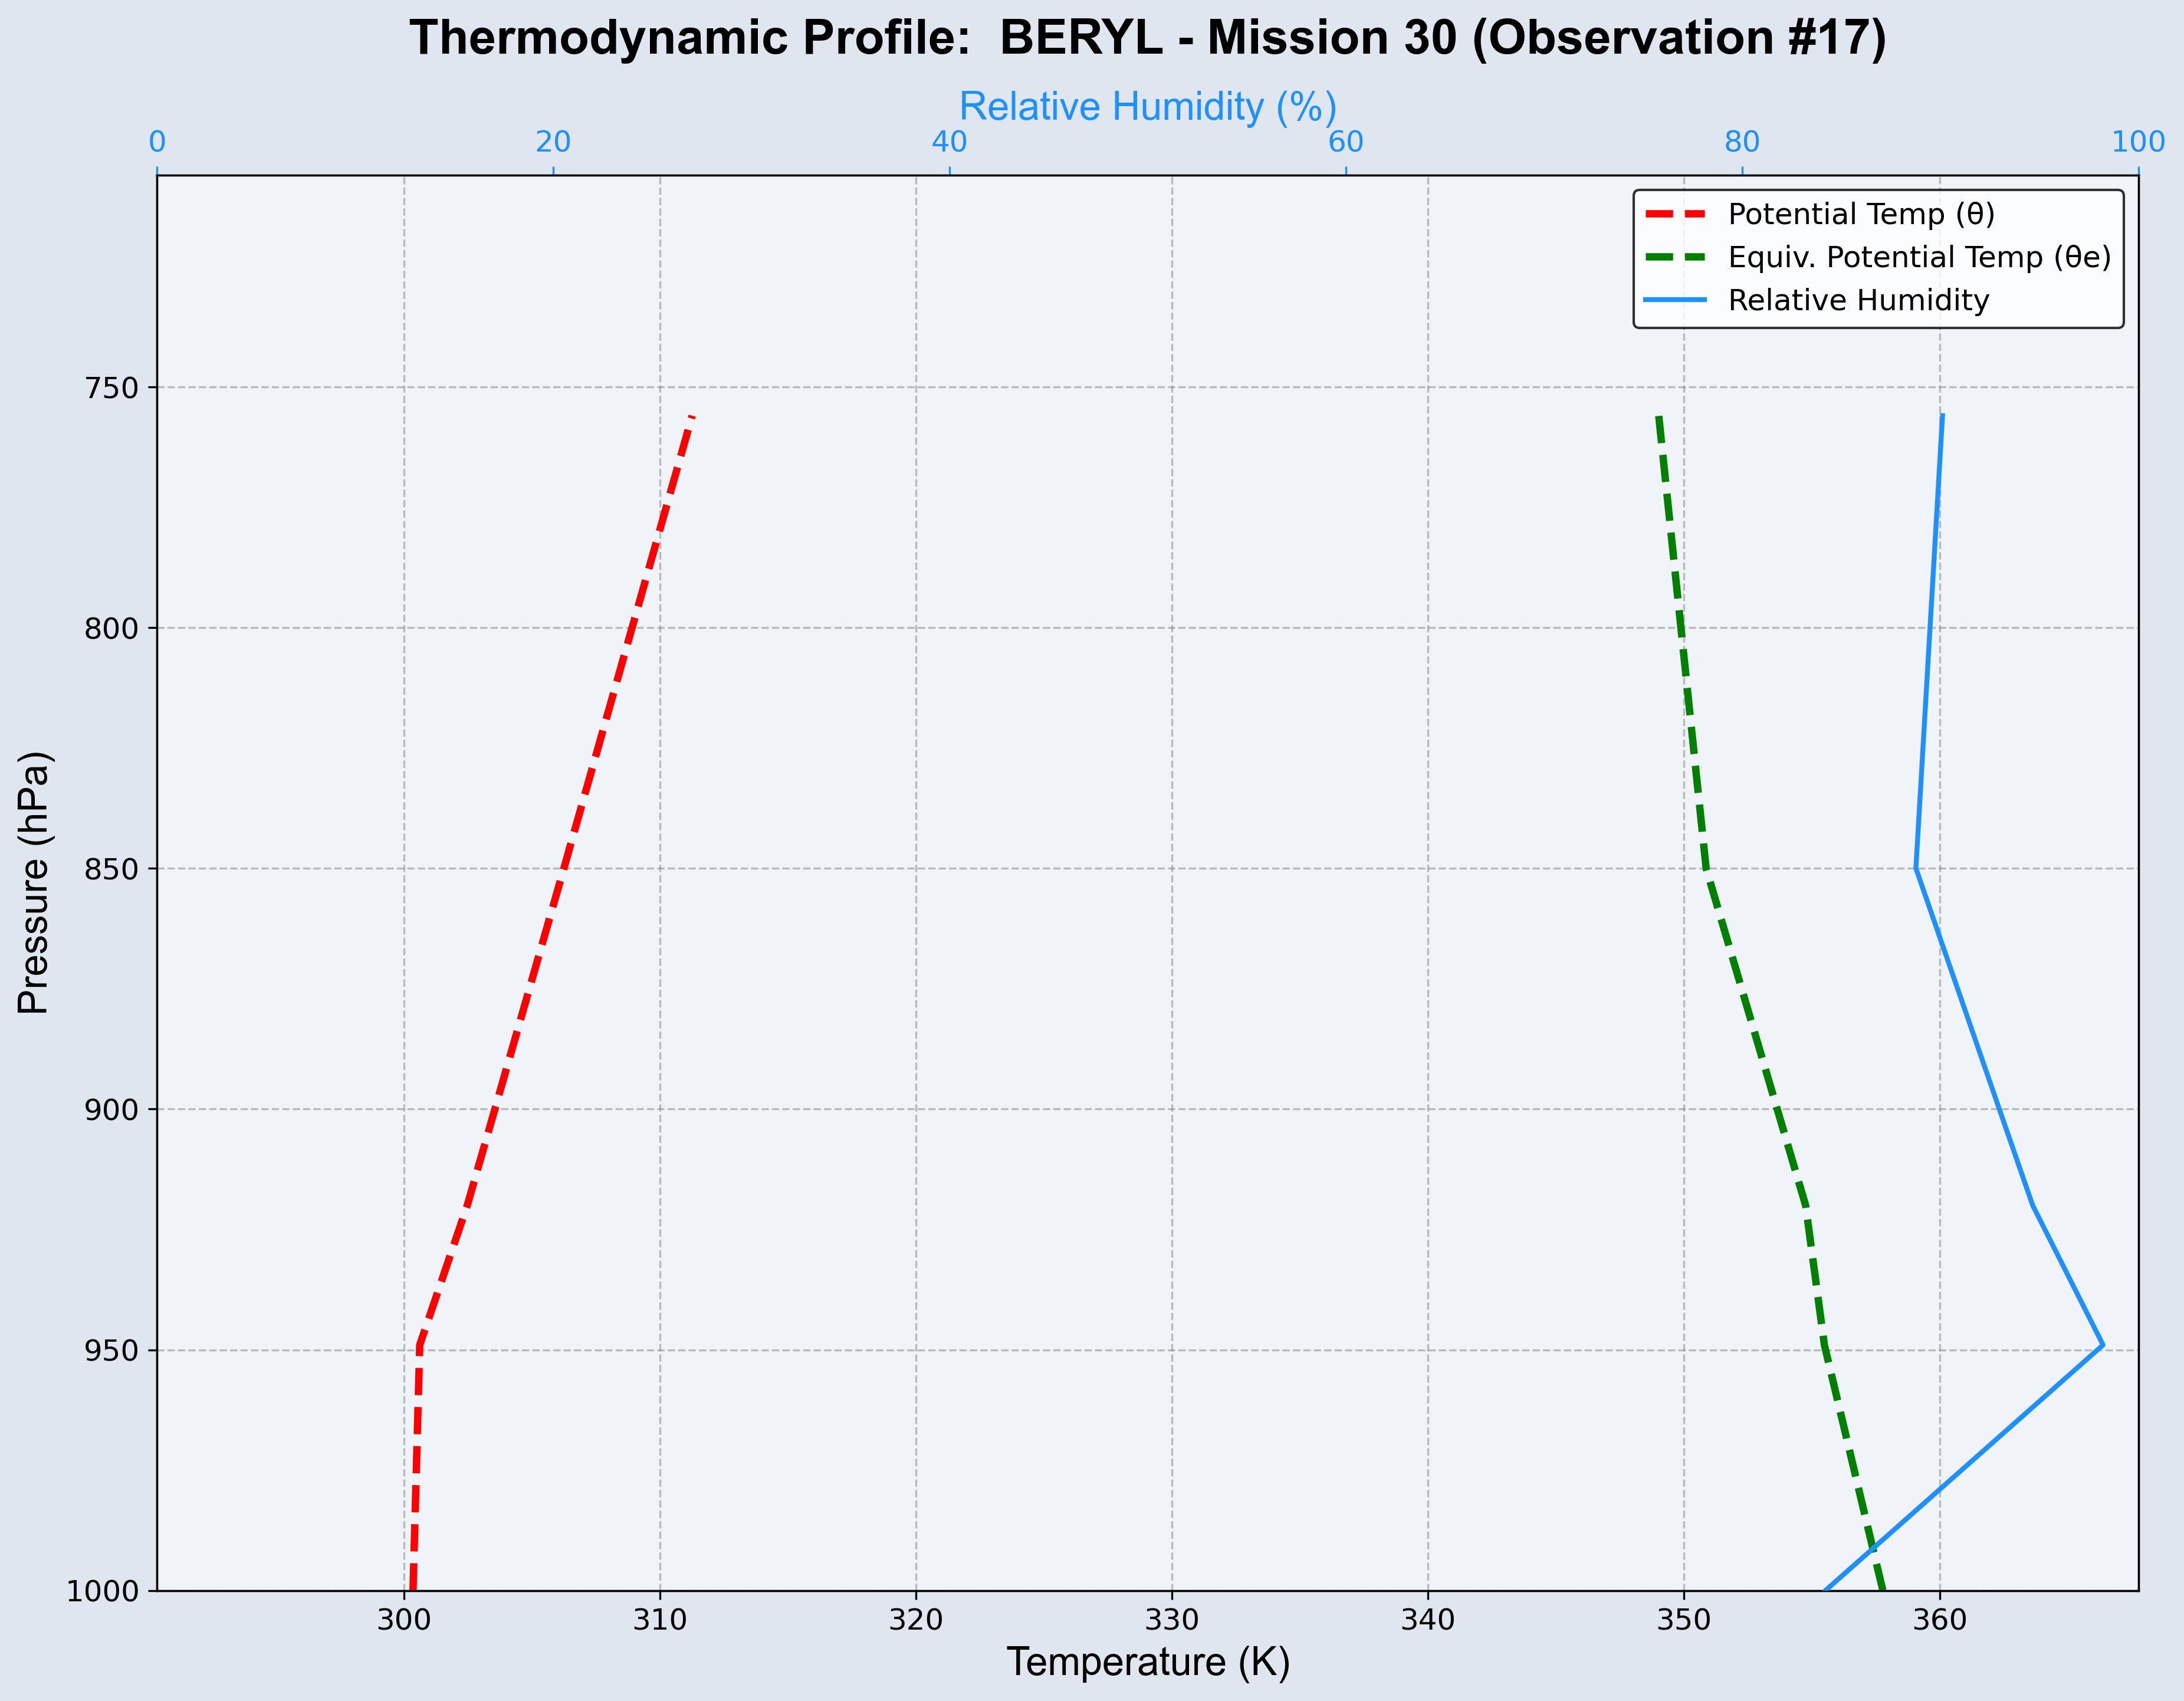 Thermodynamic Profile:  BERYL - Mission 30 (Observation #17)
Relative Humidity (%)
0 20 40 60 80 100
Potential Temp (θ)
Equiv. Potential Temp (θe)
Relative Humidity
Pressure (hPa)
750
800
850
900
950
1000
300 310 320 330 340 350 360
Temperature (K)